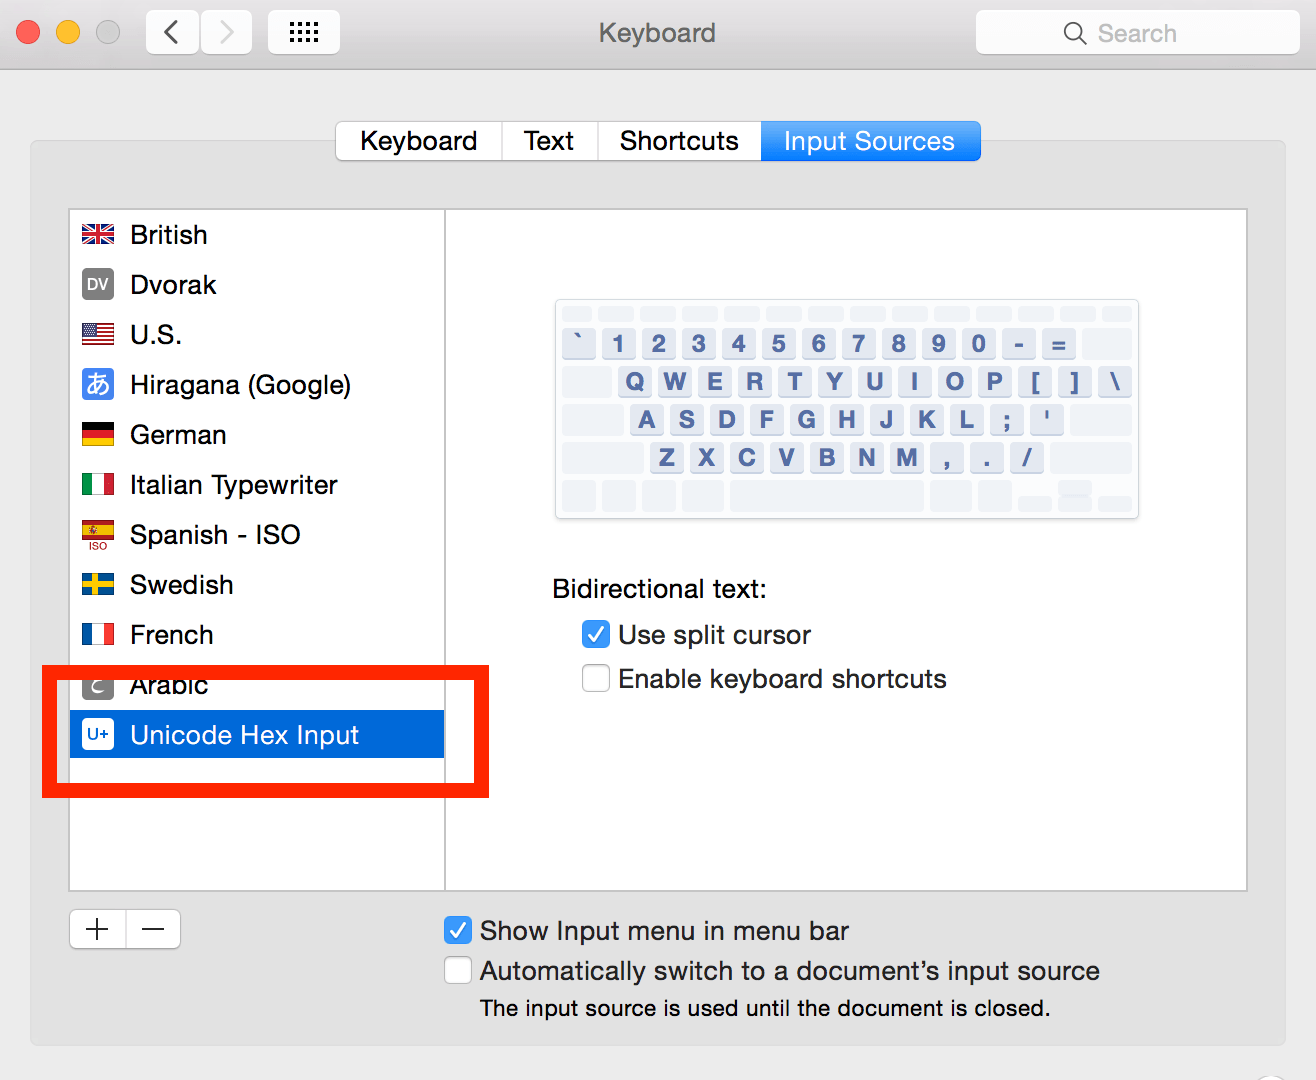 Keyboard
Search
Keyboard Text Shortcuts Input Sources
British
DV Dvorak
U.S.
あ Hiragana (Google)
German
Italian Typewriter
ISO Spanish - ISO
Swedish
French
Arabic
U+ Unicode Hex Input
` 1 2 3 4 5 6 7 8 9 0 - =
Q W E R T Y U I O P [ ] \
A S D F G H J K L ; '
Z X C V B N M , . /
Bidirectional text:
Use split cursor
Enable keyboard shortcuts
Show Input menu in menu bar
Automatically switch to a document’s input source
The input source is used until the document is closed.